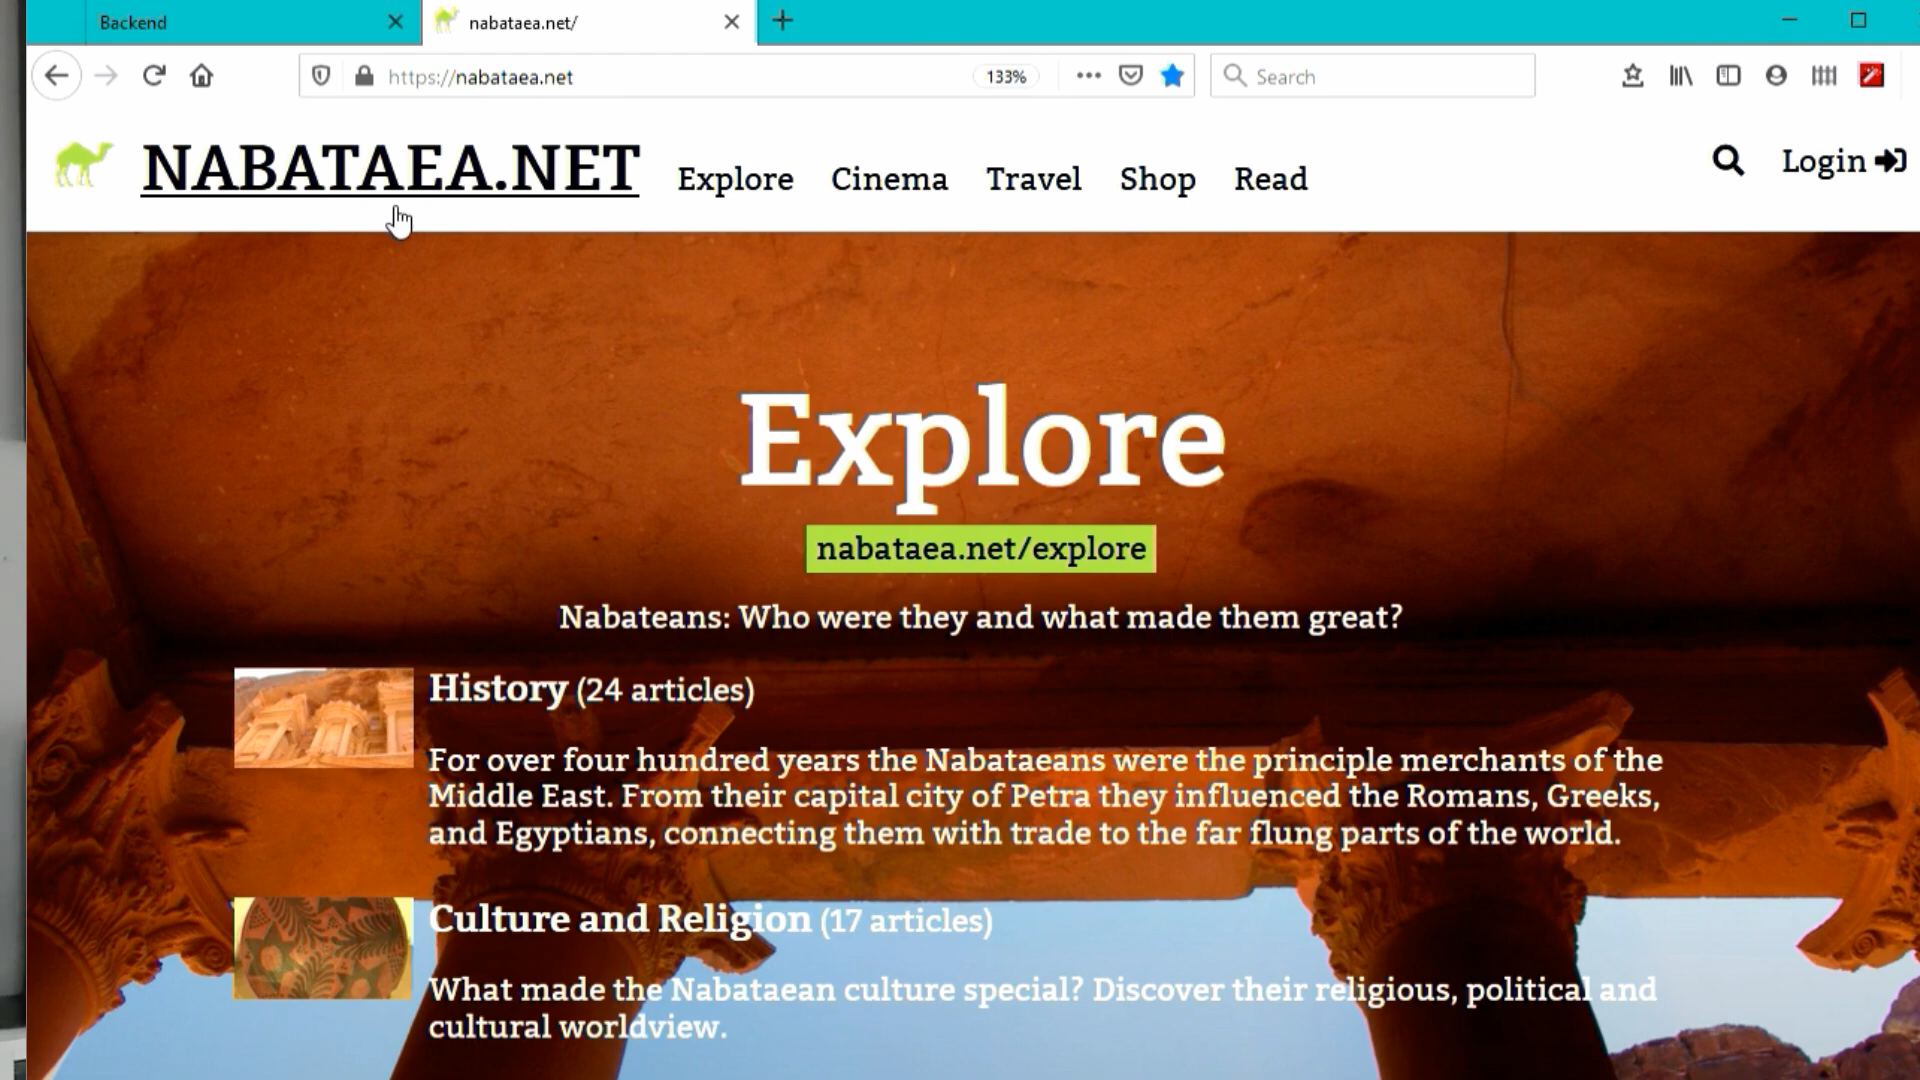 Backend
nabataea.net/
https://nabataea.net
133%
Search
NABATAEA.NET
Explore
Cinema
Travel
Shop
Read
Login
Explore
nabataea.net/explore
Nabateans: Who were they and what made them great?
History (24 articles)
For over four hundred years the Nabataeans were the principle merchants of the
Middle East. From their capital city of Petra they influenced the Romans, Greeks,
and Egyptians, connecting them with trade to the far flung parts of the world.
Culture and Religion (17 articles)
What made the Nabataean culture special? Discover their religious, political and
cultural worldview.